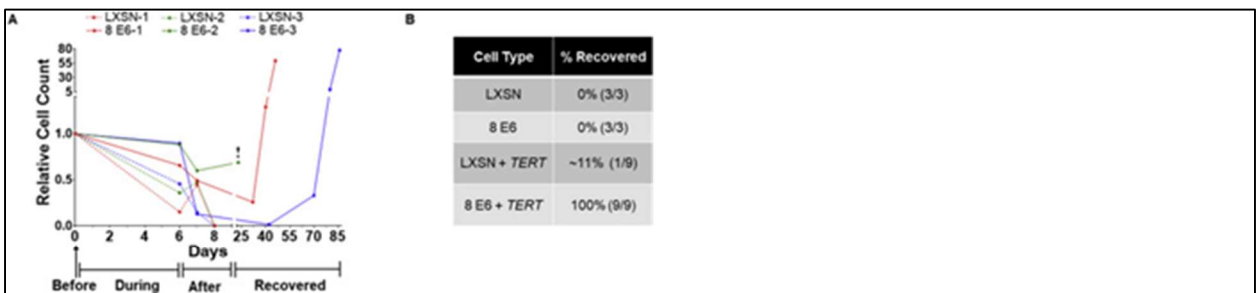 A
LXSN-1 LXSN-2 LXSN-3
8 E6-1 8 E6-2 8 E6-3
80
55
30
5
1.0
0.5
0.0
Relative Cell Count
0 2 4 6 8 25 40 55 70 85
Days
Before During After Recovered
B
Cell Type % Recovered
LXSN 0% (3/3)
8 E6 0% (3/3)
LXSN + TERT ~11% (1/9)
8 E6 + TERT 100% (9/9)